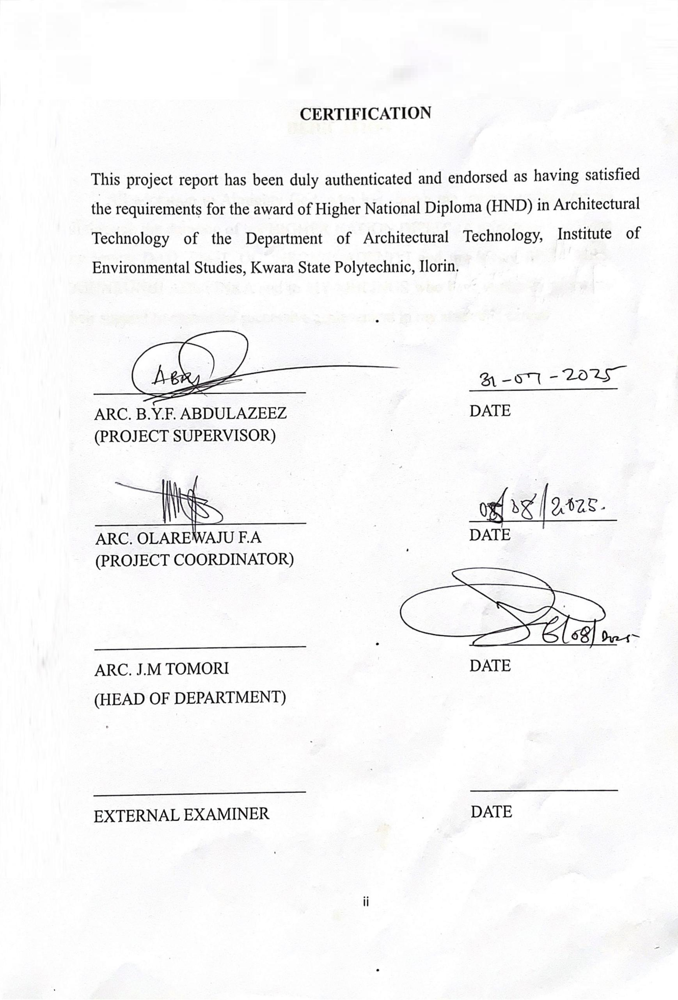 CERTIFICATION
This project report has been duly authenticated and endorsed as having satisfied
the requirements for the award of Higher National Diploma (HND) in Architectural
Technology of the Department of Architectural Technology, Institute of
Environmental Studies, Kwara State Polytechnic, Ilorin.
31-07-2025
ARC. B.Y.F. ABDULAZEEZ DATE
(PROJECT SUPERVISOR)
08/08/2025.
ARC. OLAREWAJU F.A DATE
(PROJECT COORDINATOR)
/08/2025
ARC. J.M TOMORI DATE
(HEAD OF DEPARTMENT)
EXTERNAL EXAMINER DATE
ii